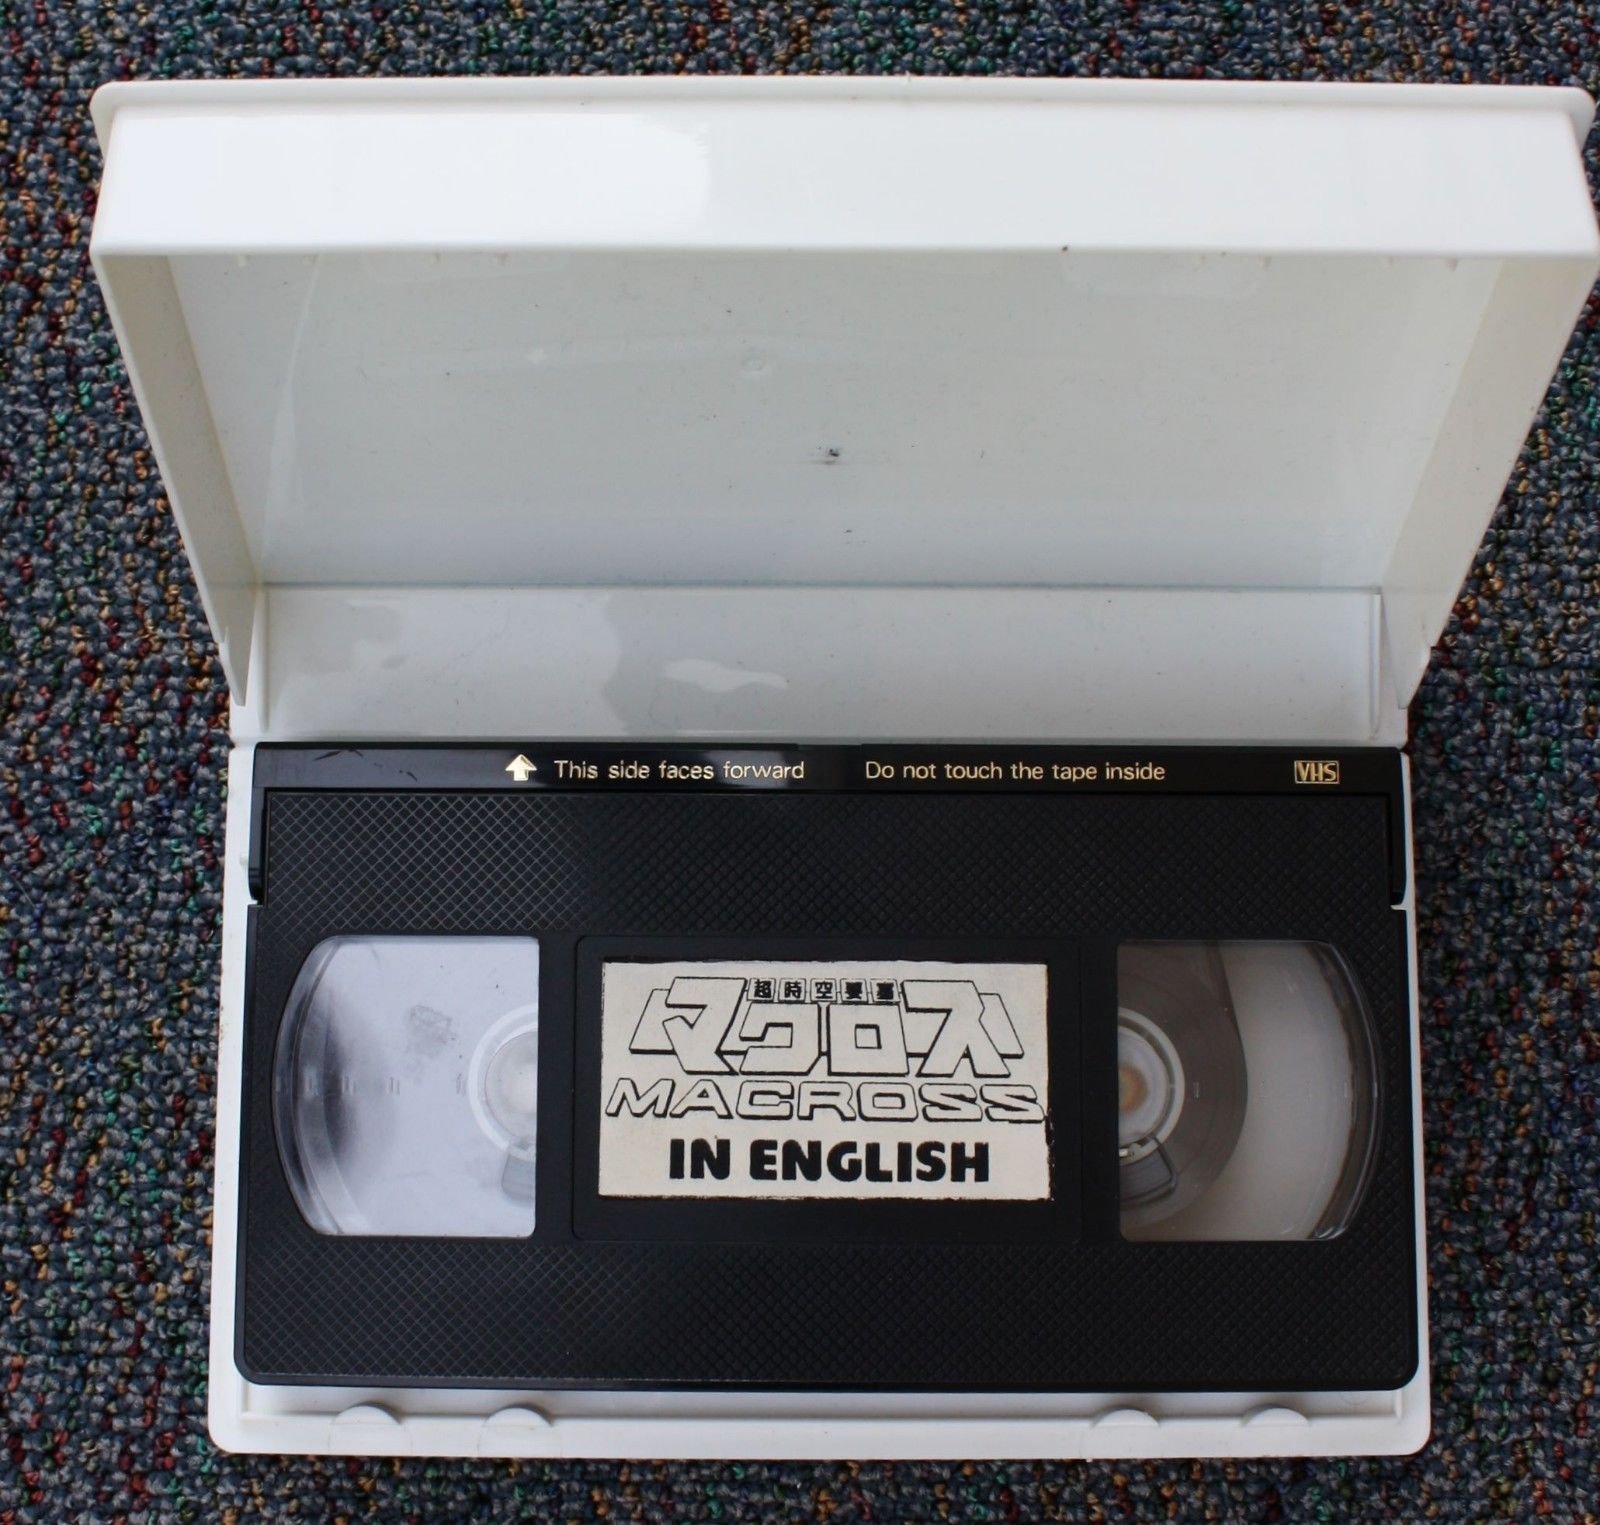 This side faces forward Do not touch the tape inside VHS
超時空要塞
マクロス
MACROSS
IN ENGLISH